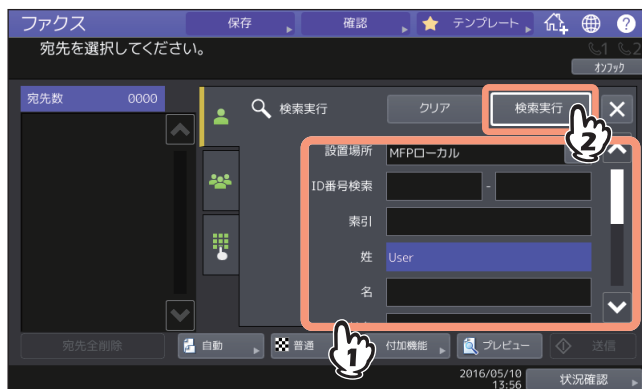 ファクス 保存 確認 テンプレート ?
宛先を選択してください。 1 2
オンフック
宛先数 0000
検索実行 クリア 検索実行
設置場所 MFPローカル
ID番号検索 -
索引
姓 User
名
宛先全削除 自動 普通 付加機能 プレビュー 送信
2016/05/10
13:56
状況確認
1
2